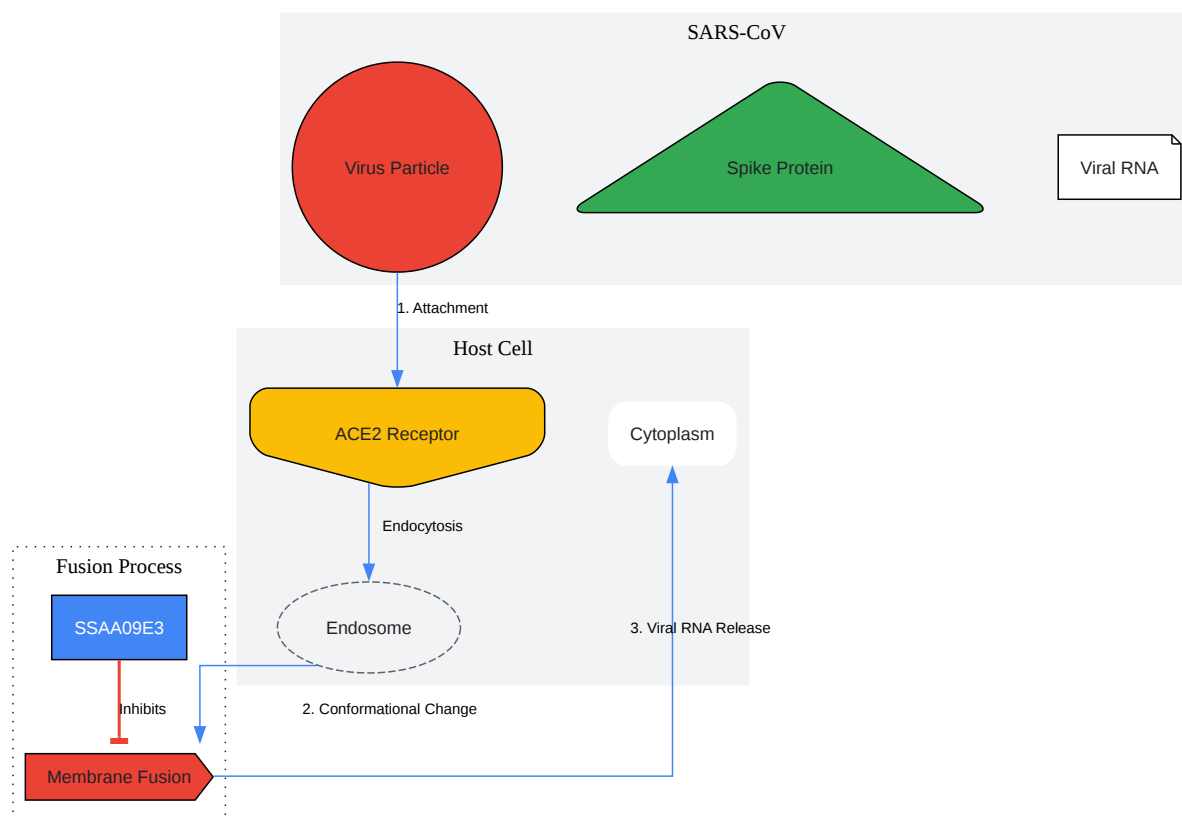 SARS-CoV
Virus Particle
Spike Protein
Viral RNA
1. Attachment
Host Cell
ACE2 Receptor
Cytoplasm
Endocytosis
Fusion Process
SSAA09E3
Endosome
3. Viral RNA Release
Inhibits
2. Conformational Change
Membrane Fusion